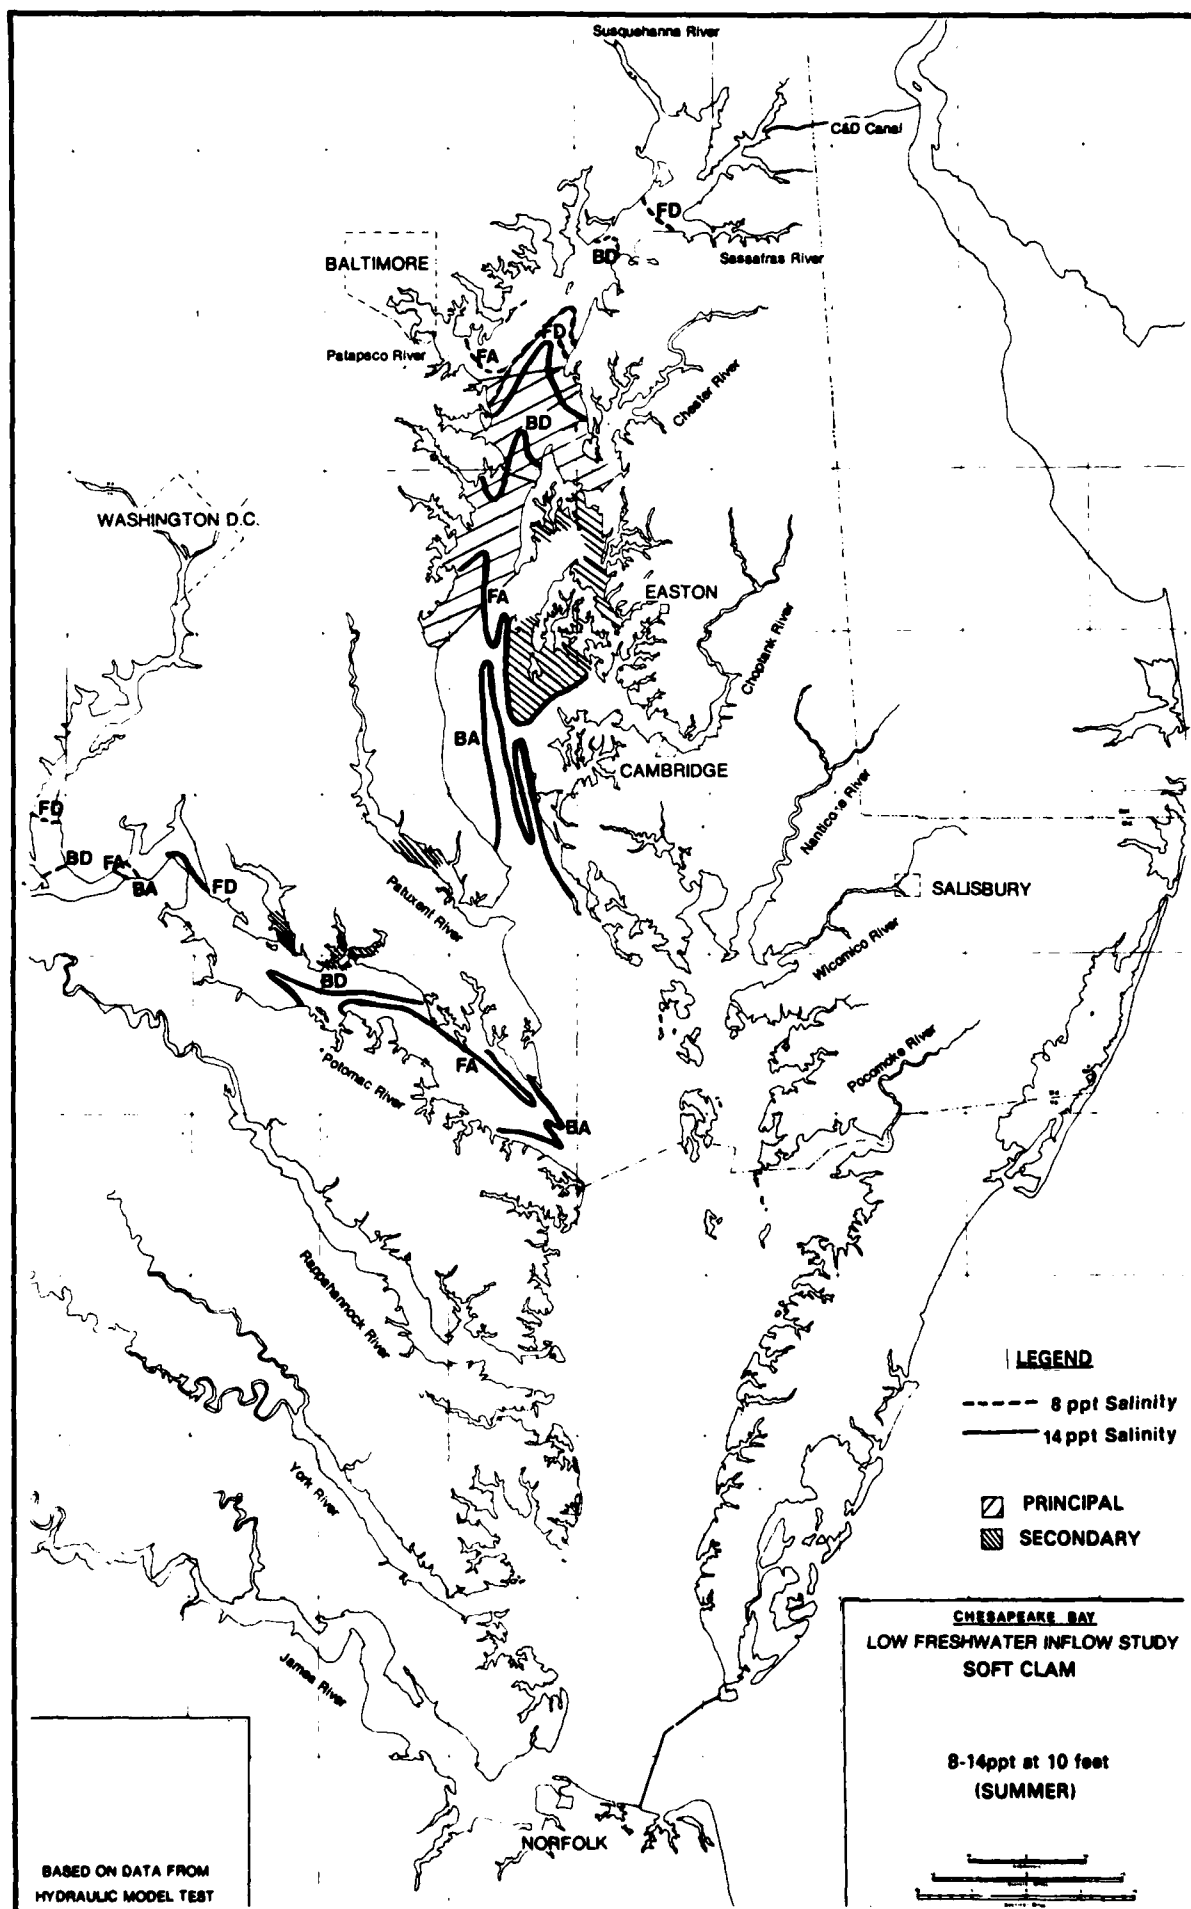 Susquehanna River
C&D Canal
FD
BD
Sassafras River
BALTIMORE
FD
FA
Patapsco River
Chester River
BD
WASHINGTON D.C.
FA
EASTON
Choptank River
BA
CAMBRIDGE
Nanticoke River
FD
BD
FA
BA
FD
SALISBURY
Patuxent River
Wicomico River
BD
FA
Potomac River
Pocomoke River
BA
Rappahannock River
LEGEND
8 ppt Salinity
14 ppt Salinity
York River
PRINCIPAL
SECONDARY
CHESAPEAKE BAY
LOW FRESHWATER INFLOW STUDY
SOFT CLAM
James River
8-14ppt at 10 feet
(SUMMER)
NORFOLK
BASED ON DATA FROM
HYDRAULIC MODEL TEST